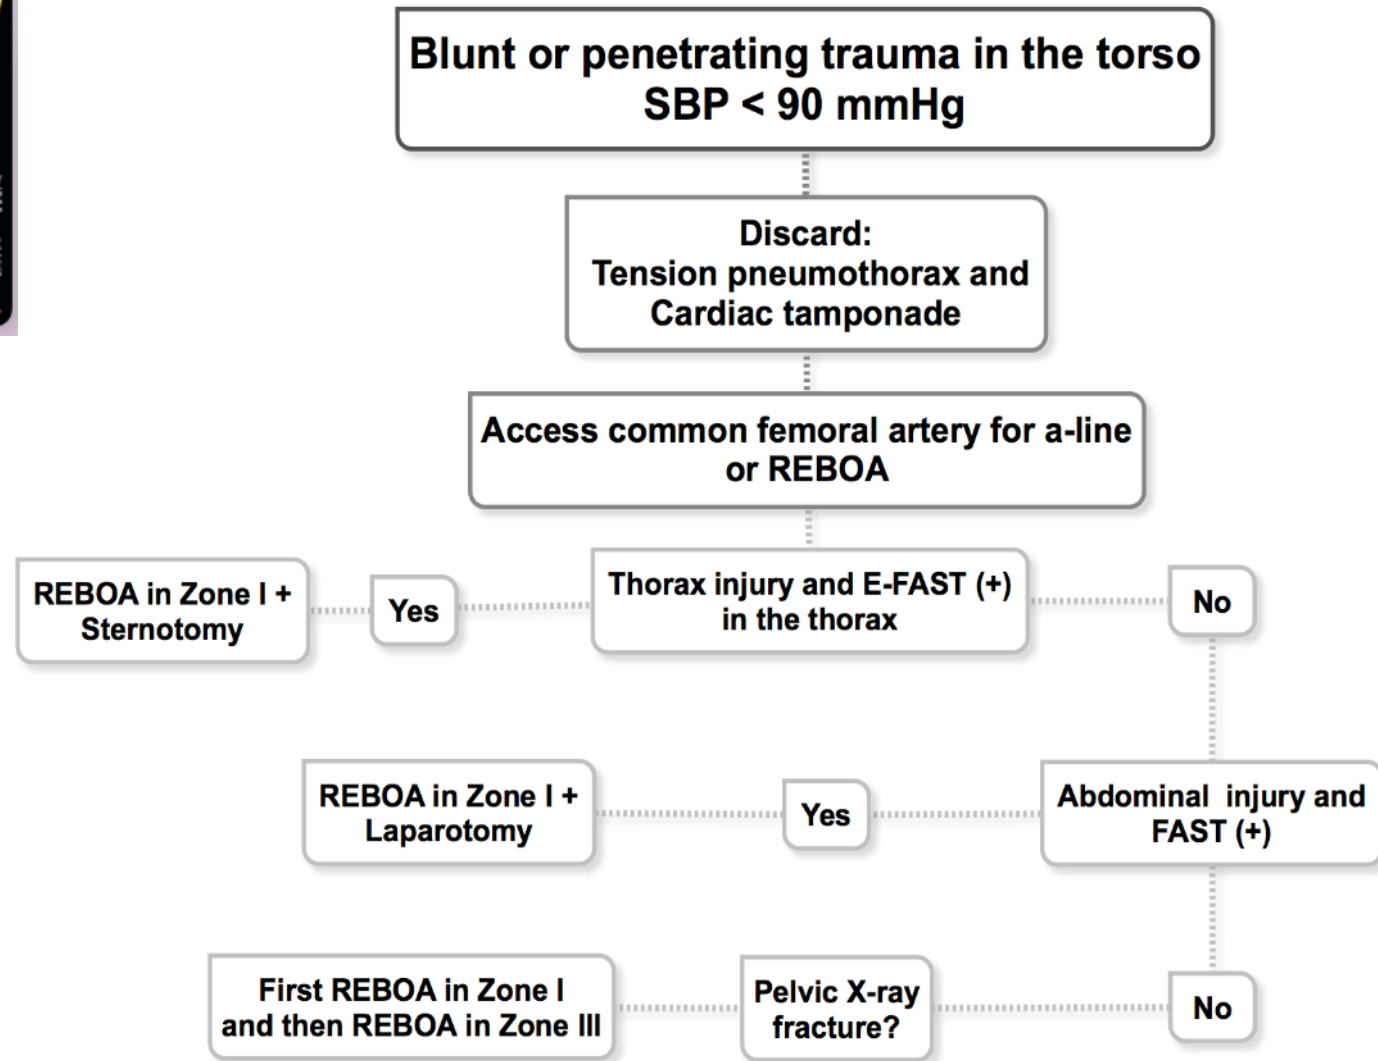 Blunt or penetrating trauma in the torso
SBP < 90 mmHg
Discard:
Tension pneumothorax and
Cardiac tamponade
Access common femoral artery for a-line
or REBOA
REBOA in Zone I +
Sternotomy
Yes
Thorax injury and E-FAST (+)
in the thorax
No
REBOA in Zone I +
Laparotomy
Yes
Abdominal injury and
FAST (+)
First REBOA in Zone I
and then REBOA in Zone III
Pelvic X-ray
fracture?
No